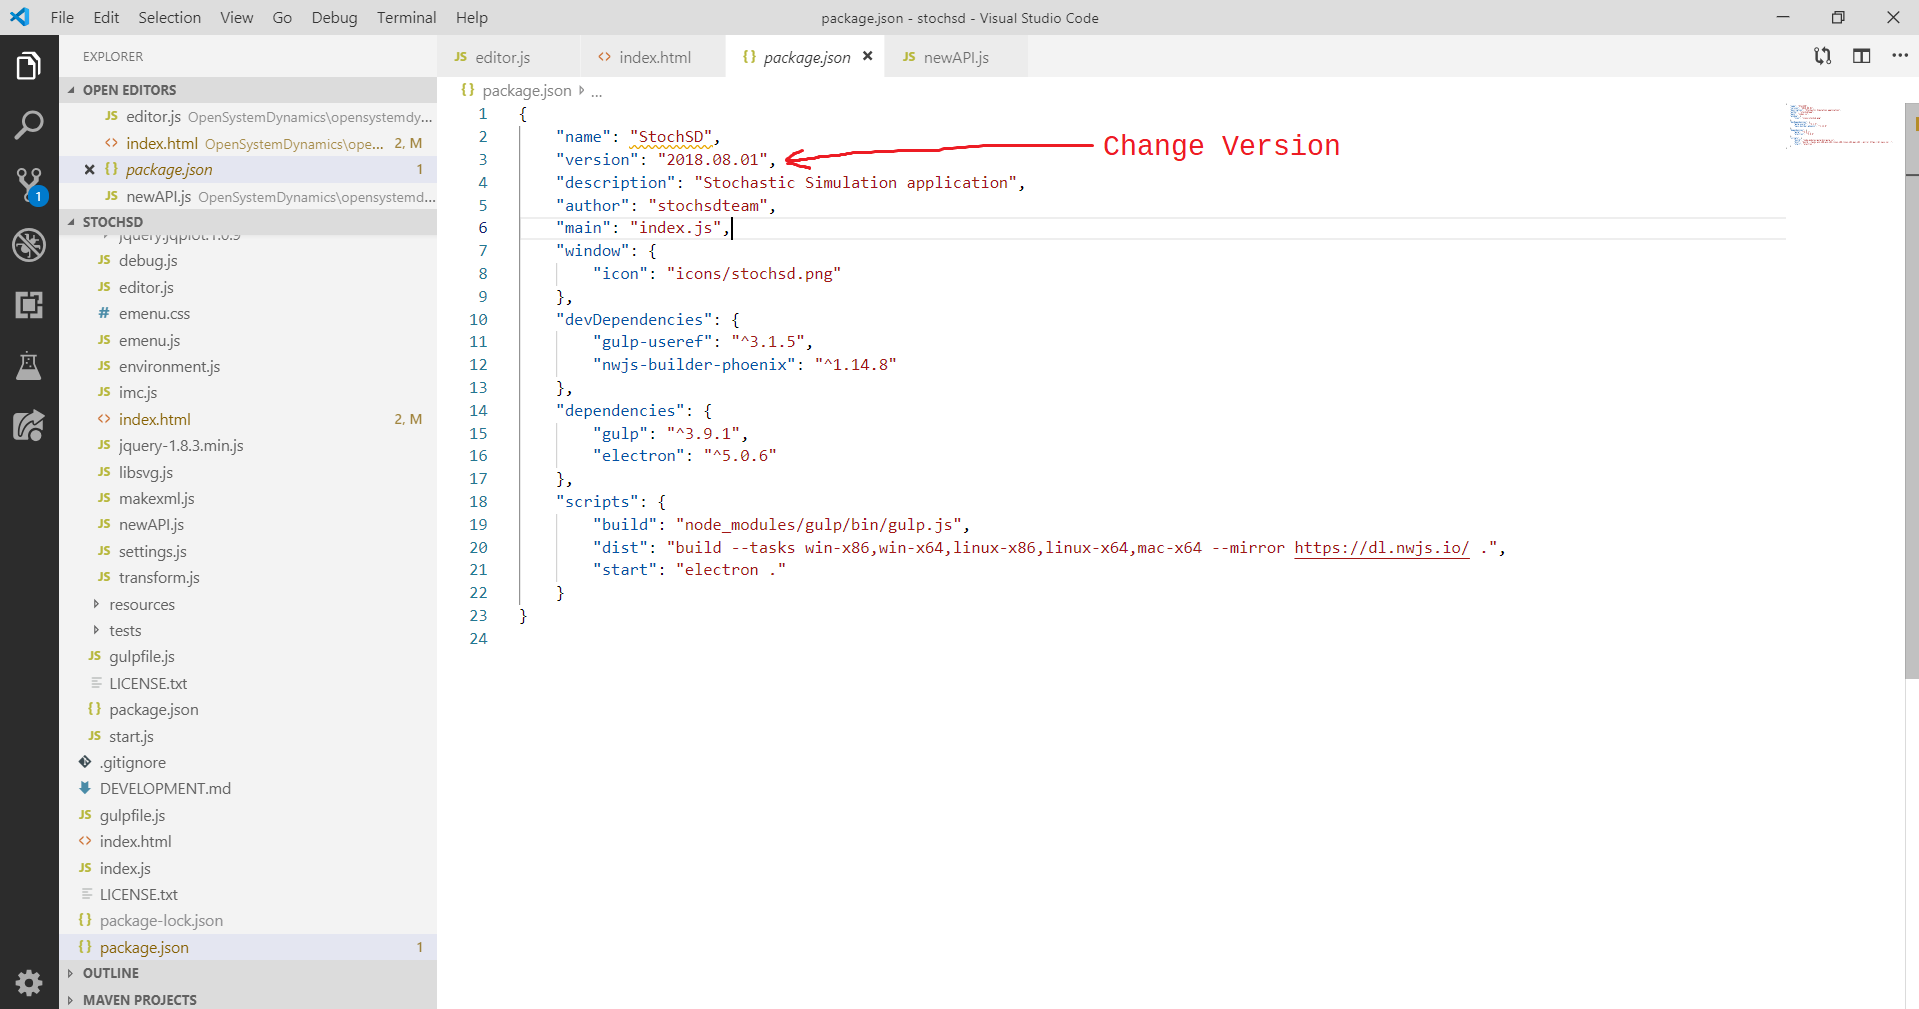 File Edit Selection View Go Debug Terminal Help
package.json - stochsd - Visual Studio Code
EXPLORER
OPEN EDITORS
JS editor.js OpenSystemDynamics\opensystemdy...
<> index.html OpenSystemDynamics\ope... 2, M
{} package.json 1
JS newAPI.js OpenSystemDynamics\opensystemd...
STOCHSD
jquery.jqplot.1.0.9
JS debug.js
JS editor.js
# emenu.css
JS emenu.js
JS environment.js
JS imc.js
<> index.html 2, M
JS jquery-1.8.3.min.js
JS libsvg.js
JS makexml.js
JS newAPI.js
JS settings.js
JS transform.js
resources
tests
JS gulpfile.js
LICENSE.txt
{} package.json
JS start.js
.gitignore
DEVELOPMENT.md
JS gulpfile.js
<> index.html
JS index.js
LICENSE.txt
{} package-lock.json
{} package.json 1
OUTLINE
MAVEN PROJECTS
1
JS editor.js
<> index.html
{} package.json
JS newAPI.js
{} package.json ...
1 {
2 "name": "StochSD",
3 "version": "2018.08.01",
Change Version
4 "description": "Stochastic Simulation application",
5 "author": "stochsdteam",
6 "main": "index.js",
7 "window": {
8 "icon": "icons/stochsd.png"
9 },
10 "devDependencies": {
11 "gulp-useref": "^3.1.5",
12 "nwjs-builder-phoenix": "^1.14.8"
13 },
14 "dependencies": {
15 "gulp": "^3.9.1",
16 "electron": "^5.0.6"
17 },
18 "scripts": {
19 "build": "node_modules/gulp/bin/gulp.js",
20 "dist": "build --tasks win-x86,win-x64,linux-x86,linux-x64,mac-x64 --mirror https://dl.nwjs.io/ .",
21 "start": "electron ."
22 }
23 }
24